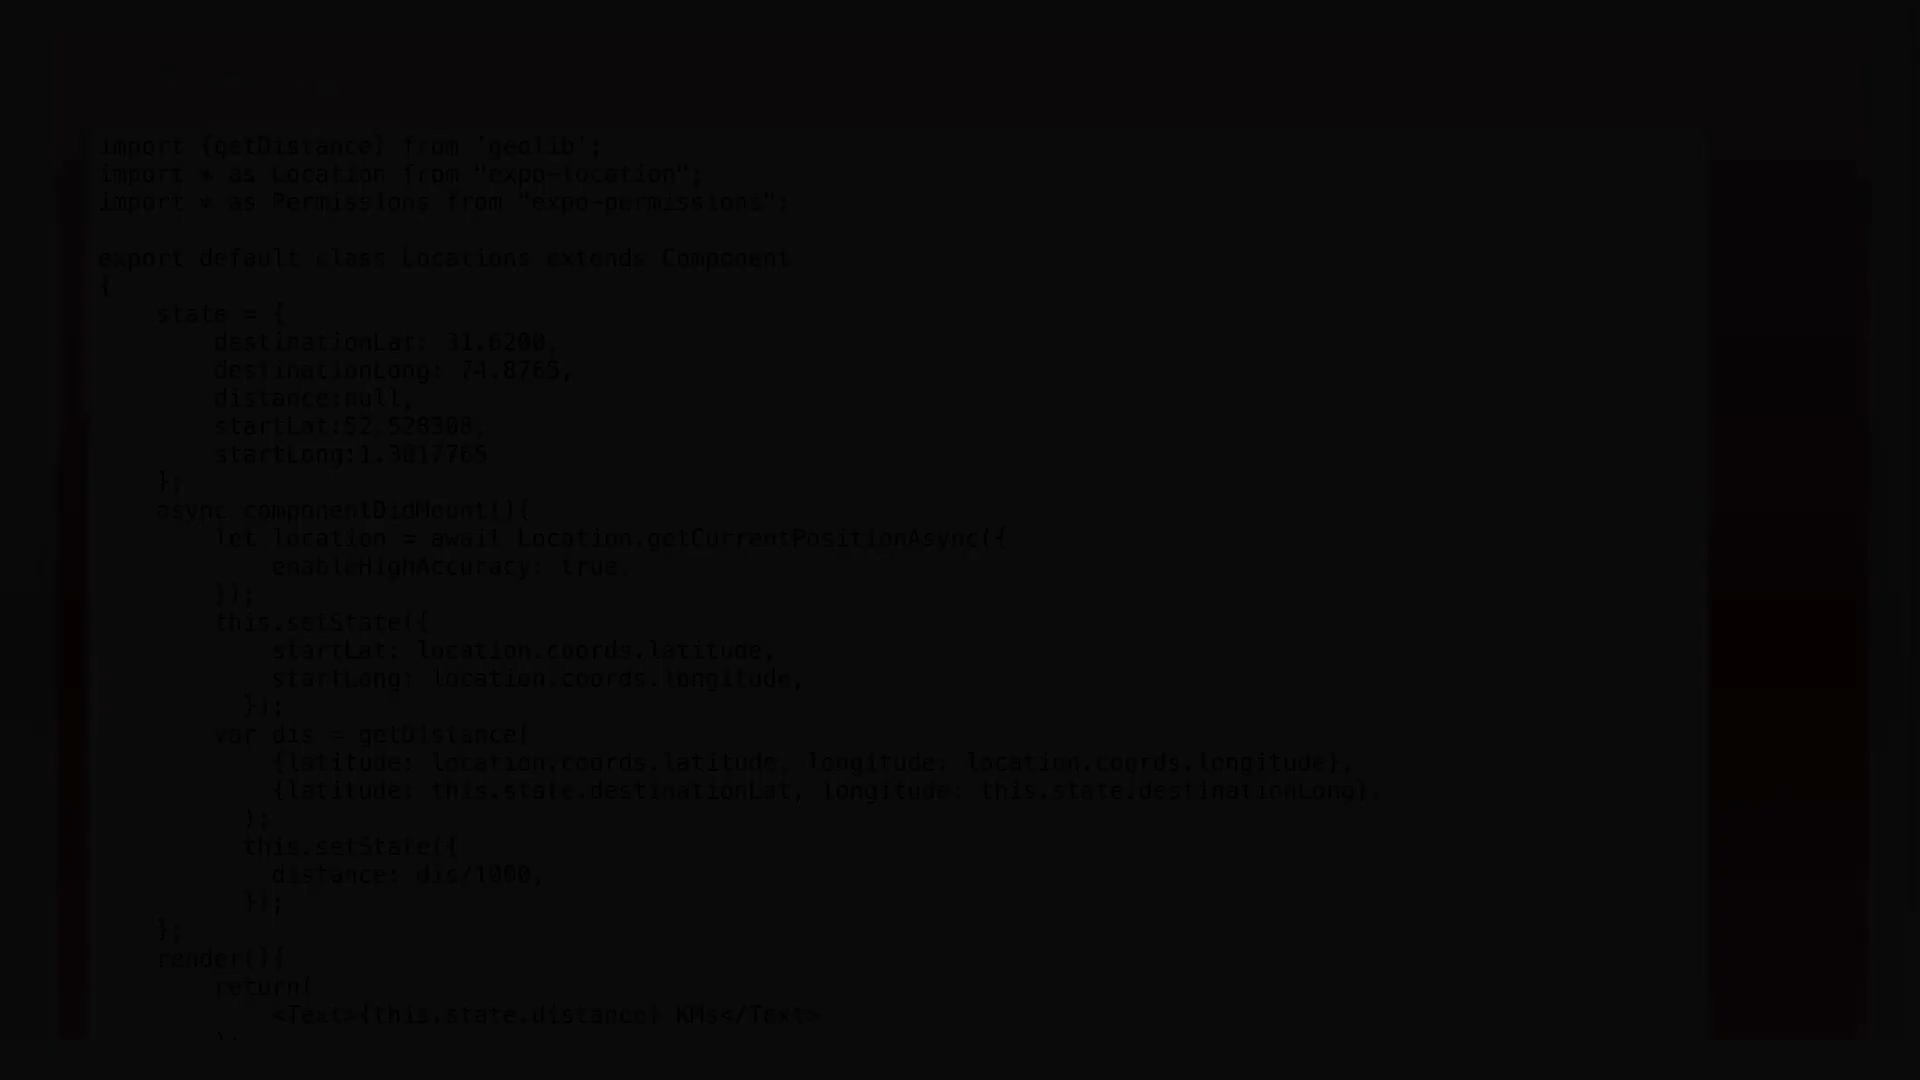 import {getDistance} from 'geolib';
import * as Location from "expo-location";
import * as Permissions from "expo-permissions";
export default class Locations extends Component
{
state = {
destinationLat: 31.6200,
destinationLong: 74.8765,
distance:null,
startLat:52.528308,
startLong:1.3817765
};
async componentDidMount(){
let location = await Location.getCurrentPositionAsync({
enableHighAccuracy: true,
});
this.setState({
startLat: location.coords.latitude,
startLong: location.coords.longitude,
});
var dis = getDistance(
{latitude: location.coords.latitude, longitude: location.coords.longitude},
{latitude: this.state.destinationLat, longitude: this.state.destinationLong},
);
this.setState({
distance: dis/1000,
});
};
render(){
return(
<Text>{this.state.distance} KMs</Text>